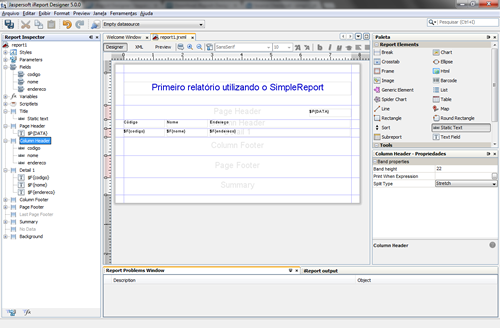 Jaspersoft iReport Designer 5.0.0
Arquivo Editar Exibir Format Preview Janela Ferramentas Ajuda
Empty datasource
Pesquisar (Ctrl+I)
Report Inspector
report1
Styles
Parameters
Fields
codigo
nome
endereco
Variables
Scriptlets
Title
Static text
Page Header
$P{DATA}
Column Header
codigo
nome
endereco
Detail 1
$F{codigo}
$F{nome}
$F{endereco}
Column Footer
Page Footer
Last Page Footer
Summary
No Data
Background
Welcome Window
report1.jrxml
Designer XML Preview
SansSerif
10
Primeiro relatório utilizando o SimpleReport
Page Header
$P{DATA}
Column Header
Código Nome Endereço
Detail 1
$F{codigo} $F{nome} $F{endereco}
Column Footer
Page Footer
Summary
Paleta
Report Elements
Break Chart
Crosstab Ellipse
Frame Html
Image Barcode
Generic Element List
Spider Chart Table
Line Map
Rectangle Round Rectangle
Sort Static Text
Subreport Text Field
Tools
Column Header - Propriedades
Band properties
Band height 22
Print When Expression
Split Type Stretch
Column Header
Report Problems Window
iReport output
Description Object